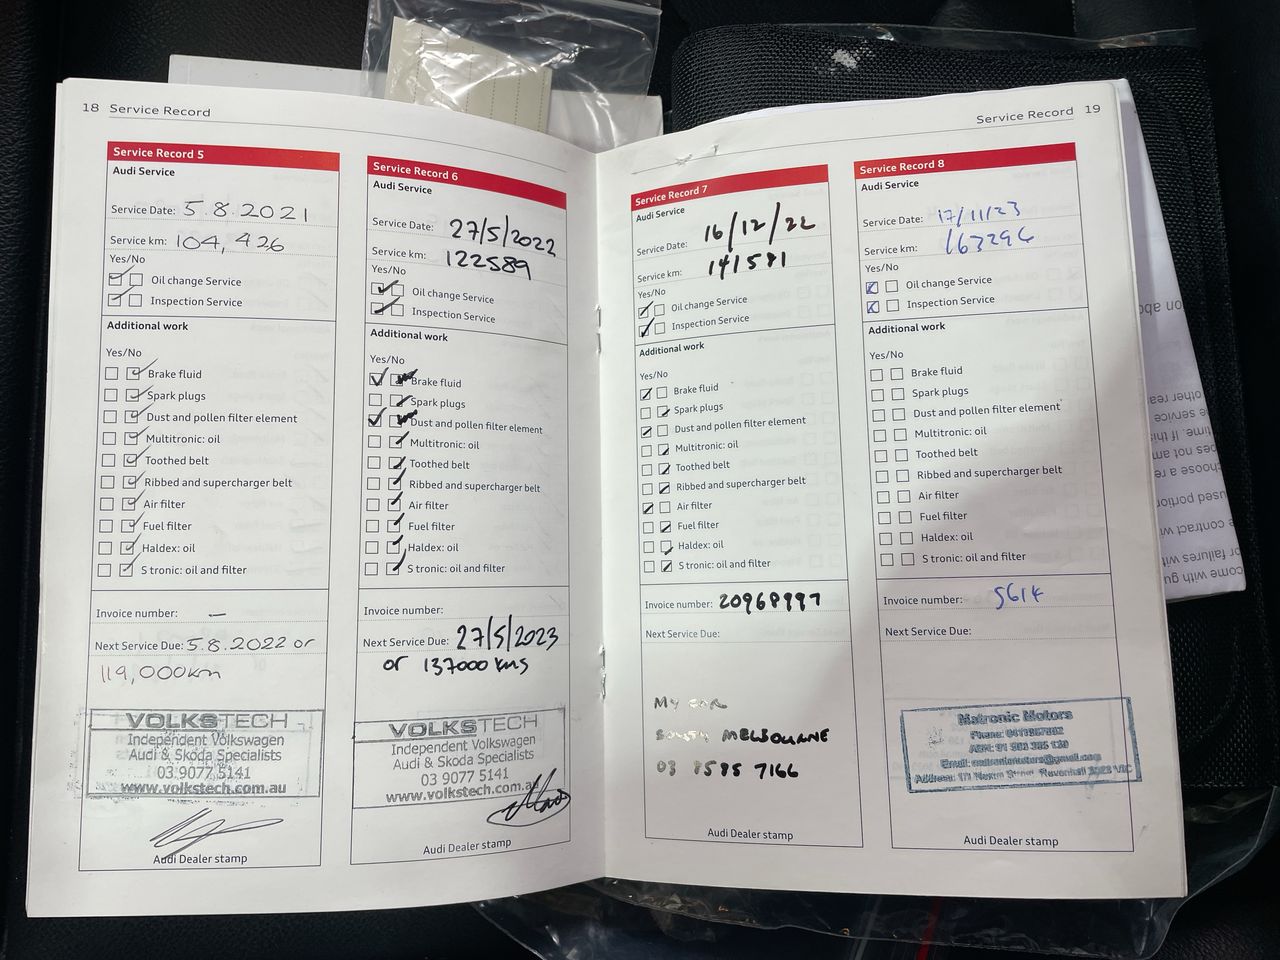 18 Service Record
Service Record 5
Audi Service
Service Date: 5.8.2021
Service km: 104,426
Yes/No
Oil change Service
Inspection Service
Additional work
Yes/No
Brake fluid
Spark plugs
Dust and pollen filter element
Multitronic: oil
Toothed belt
Ribbed and supercharger belt
Air filter
Fuel filter
Haldex: oil
S tronic: oil and filter
Invoice number: —
Next Service Due: 5.8.2022 or
119,000km
VOLKSTECH
Independent Volkswagen
Audi & Skoda Specialists
03 9077 5141
www.volkstech.com.au
Audi Dealer stamp
Service Record 6
Audi Service
Service Date: 27/5/2022
Service km: 122589
Yes/No
Oil change Service
Inspection Service
Additional work
Yes/No
Brake fluid
Spark plugs
Dust and pollen filter element
Multitronic: oil
Toothed belt
Ribbed and supercharger belt
Air filter
Fuel filter
Haldex: oil
S tronic: oil and filter
Invoice number:
Next Service Due: 27/5/2023
or 137000 kms
VOLKSTECH
Independent Volkswagen
Audi & Skoda Specialists
03 9077 5141
www.volkstech.com.au
Audi Dealer stamp
Service Record 19
Service Record 7
Audi Service
Service Date: 16/12/22
Service km: 141581
Yes/No
Oil change Service
Inspection Service
Additional work
Yes/No
Brake fluid
Spark plugs
Dust and pollen filter element
Multitronic: oil
Toothed belt
Ribbed and supercharger belt
Air filter
Fuel filter
Haldex: oil
S tronic: oil and filter
Invoice number: 20968997
Next Service Due:
My car
South MELBOURNE
03 8585 7166
Audi Dealer stamp
Service Record 8
Audi Service
Service Date: 17/11/23
Service km: 163296
Yes/No
Oil change Service
Inspection Service
Additional work
Yes/No
Brake fluid
Spark plugs
Dust and pollen filter element
Multitronic: oil
Toothed belt
Ribbed and supercharger belt
Air filter
Fuel filter
Haldex: oil
S tronic: oil and filter
Invoice number: 5614
Next Service Due:
Matronic Motors
Phone:
ABN:
Email: matronicmotors@gmail.com
Address: 1/1 Street Ravenhall VIC
Audi Dealer stamp